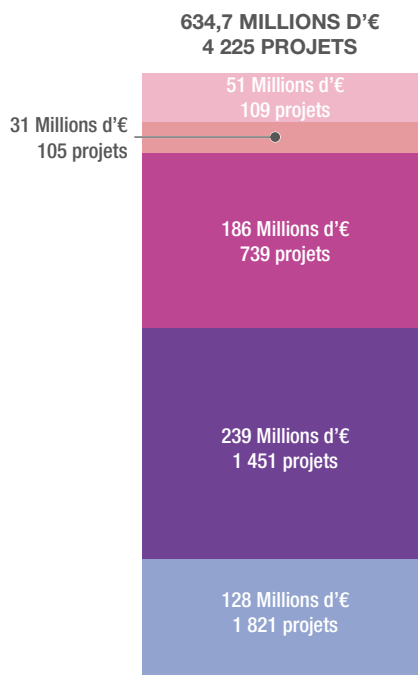 634,7 MILLIONS D'€
4 225 PROJETS
51 Millions d'€
109 projets
31 Millions d'€
105 projets
186 Millions d'€
739 projets
239 Millions d'€
1 451 projets
128 Millions d'€
1 821 projets